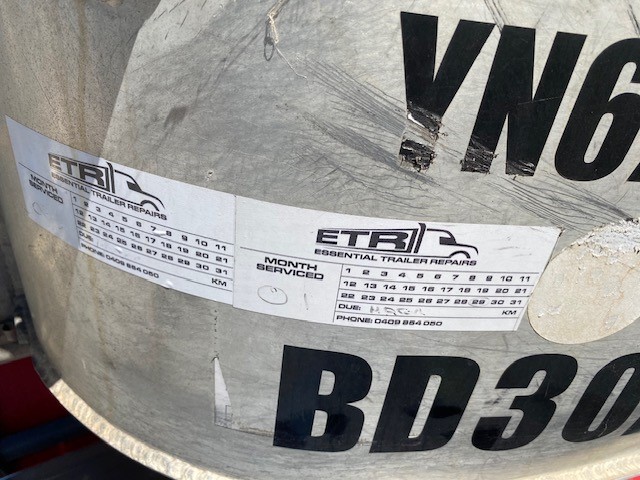 YN6
ETR
ESSENTIAL TRAILER REPAIRS
MONTH SERVICED
1 2 3 4 5 6 7 8 9 10 11
12 13 14 15 16 17 18 19 20 21
22 23 24 25 26 27 28 29 30 31
DUE: KM
PHONE: 0409 854 050
ETR
ESSENTIAL TRAILER REPAIRS
MONTH
SERVICED
1 2 3 4 5 6 7 8 9 10 11
12 13 14 15 16 17 18 19 20 21
22 23 24 25 26 27 28 29 30 31
DUE: KM
PHONE: 0409 854 050
BD30